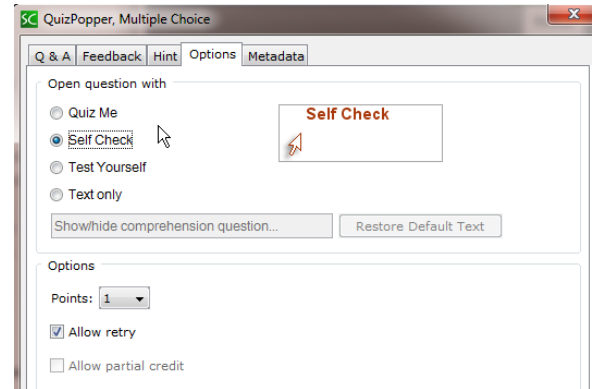 SC QuizPopper, Multiple Choice
Q & A Feedback Hint Options Metadata
Open question with
Quiz Me
Self Check
Self Check
Test Yourself
Text only
Show/hide comprehension question... Restore Default Text
Options
Points: 1
Allow retry
Allow partial credit